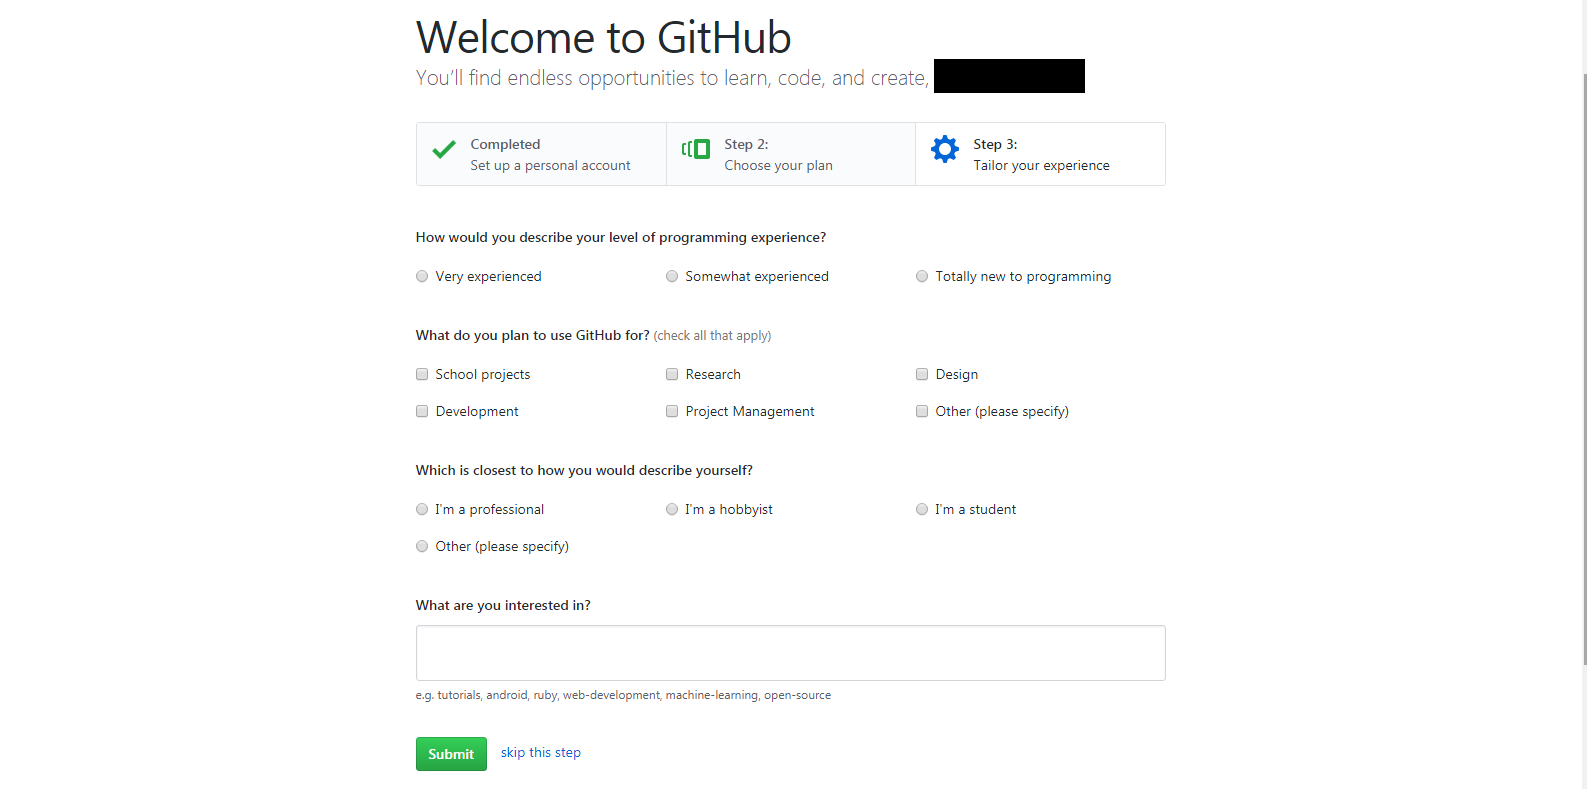 Welcome to GitHub
You'll find endless opportunities to learn, code, and create,
Completed
Set up a personal account
Step 2:
Choose your plan
Step 3:
Tailor your experience
How would you describe your level of programming experience?
Very experienced Somewhat experienced Totally new to programming
What do you plan to use GitHub for? (check all that apply)
School projects Research Design
Development Project Management Other (please specify)
Which is closest to how you would describe yourself?
I'm a professional I'm a hobbyist I'm a student
Other (please specify)
What are you interested in?
e.g. tutorials, android, ruby, web-development, machine-learning, open-source
Submit skip this step